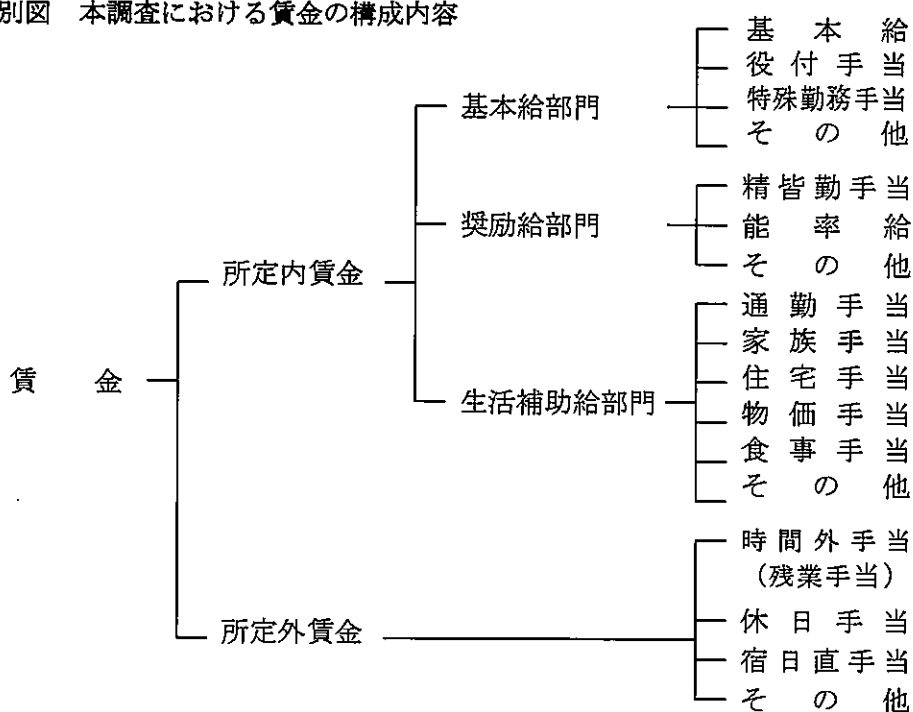 別図 本調査における賃金の構成内容
賃金
所定内賃金
基本給部門
基本給
役付手当
特殊勤務手当
その他
奨励給部門
精皆勤手当
能率給
その他
生活補助給部門
通勤手当
家族手当
住宅手当
物価手当
食事手当
その他
所定外賃金
時間外手当
(残業手当)
休日手当
宿日直手当
その他